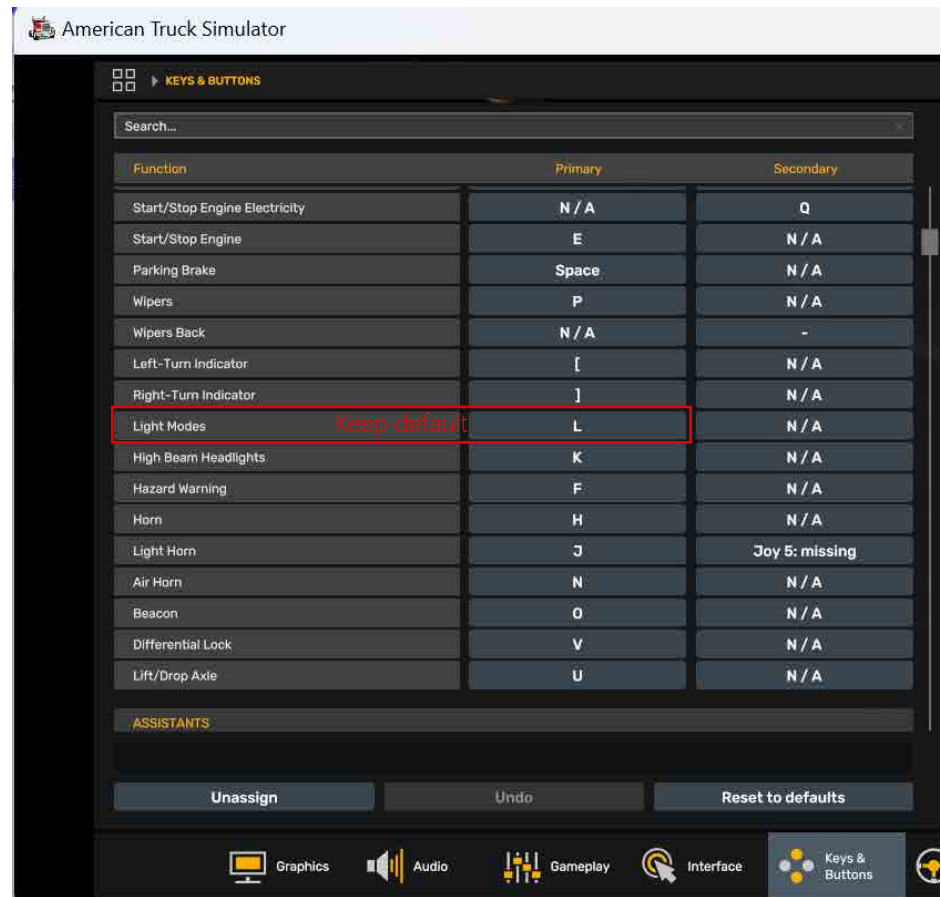 American Truck Simulator
KEYS & BUTTONS
Search...
Function Primary Secondary
Start/Stop Engine Electricity N / A Q
Start/Stop Engine E N / A
Parking Brake Space N / A
Wipers P N / A
Wipers Back N / A -
Left-Turn Indicator [ N / A
Right-Turn Indicator ] N / A
Light Modes Keep default L N / A
High Beam Headlights K N / A
Hazard Warning F N / A
Horn H N / A
Light Horn J Joy 5: missing
Air Horn N N / A
Beacon O N / A
Differential Lock V N / A
Lift/Drop Axle U N / A
ASSISTANTS
Unassign Undo Reset to defaults
Graphics Audio Gameplay Interface Keys & Buttons